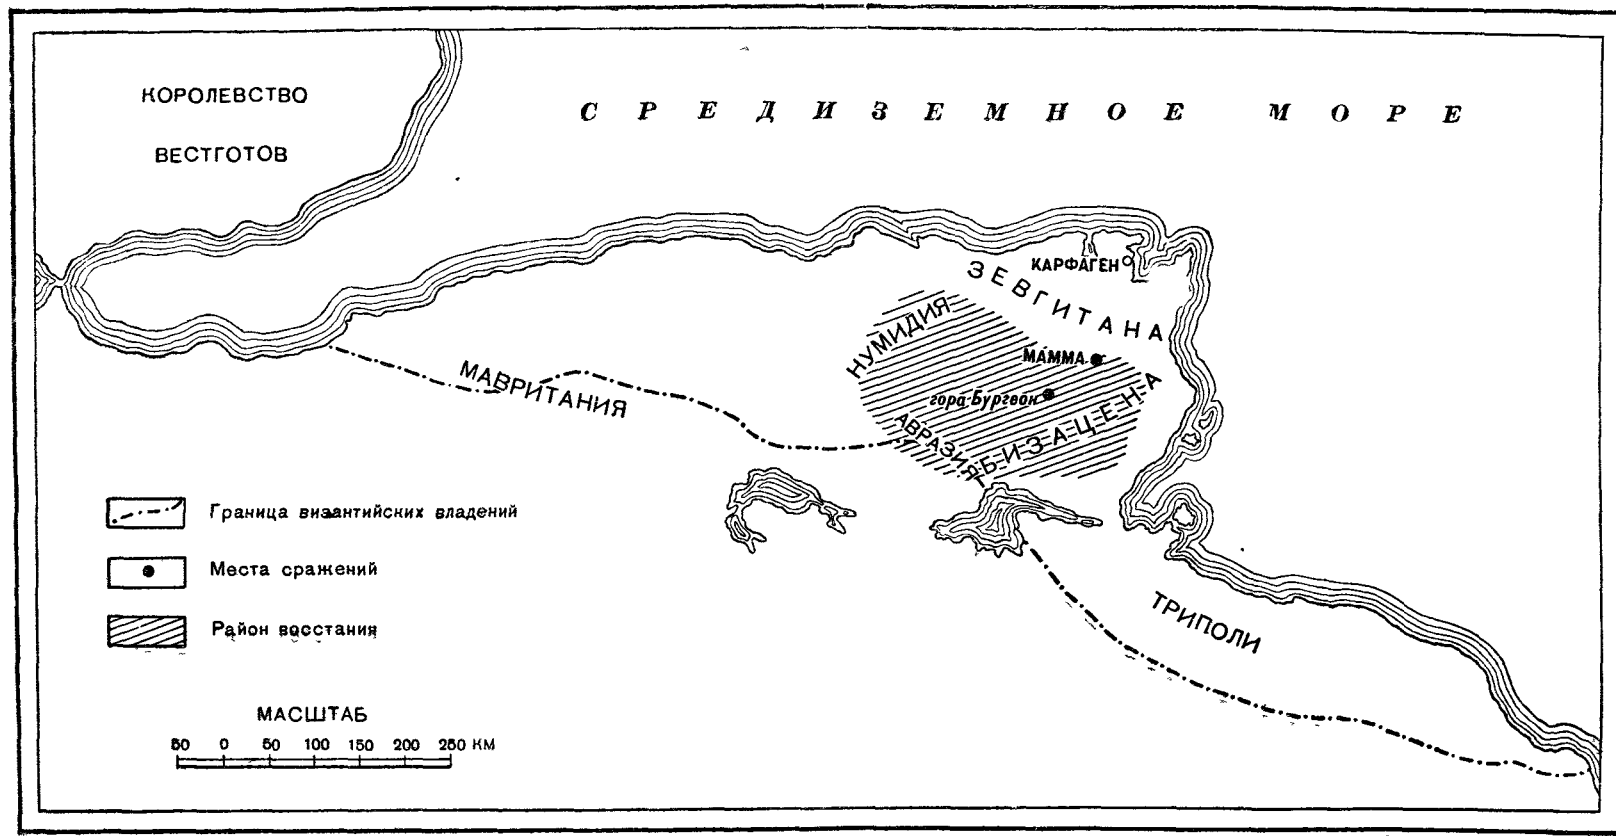 КОРОЛЕВСТВО
ВЕСТГОТОВ
СРЕДИЗЕМНОЕ МОРЕ
КАРФАГЕН
ЗЕВГИТАНА
НУМИДИЯ
МАММА
МАВРИТАНИЯ
гора Бургвон
БИЗАЦЕНА
АВРАЗИЯ
ТРИПОЛИ
Граница византийских владений
Места сражений
Район восстания
МАСШТАБ
50 0 50 100 150 200 250 КМ